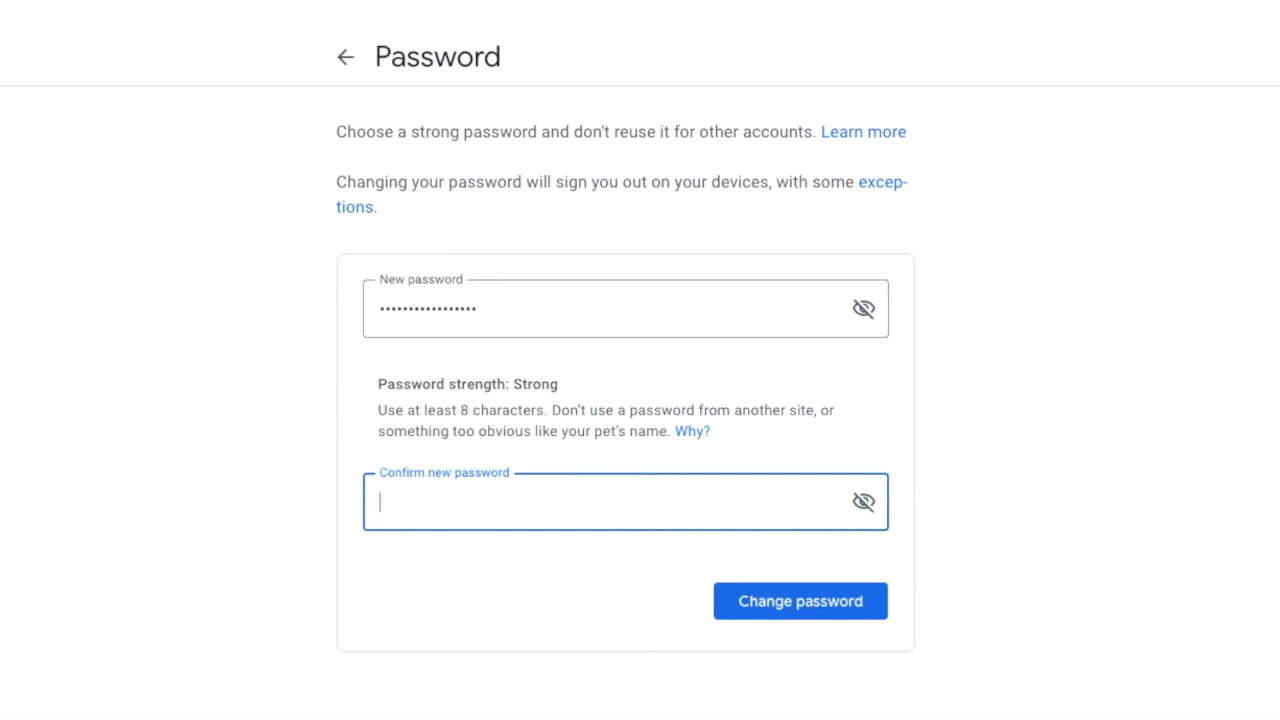 Password
Choose a strong password and don't reuse it for other accounts. Learn more
Changing your password will sign you out on your devices, with some excep-
tions.
New password
•••••••••••••••••
Password strength: Strong
Use at least 8 characters. Don’t use a password from another site, or
something too obvious like your pet’s name. Why?
Confirm new password
Change password